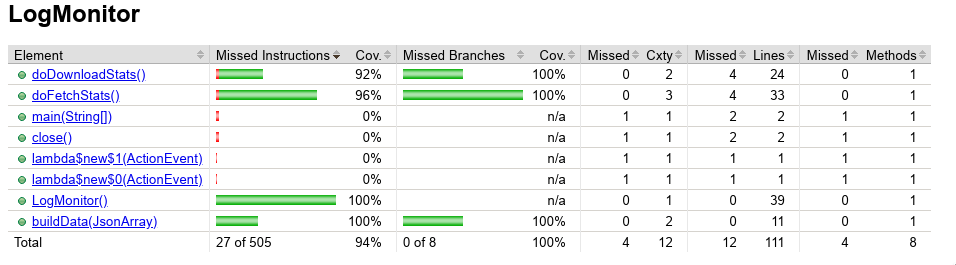 LogMonitor
Element Missed Instructions Cov. Missed Branches Cov. Missed Cxty Missed Lines Missed Methods
doDownloadStats() 92% 100% 0 2 4 24 0 1
doFetchStats() 96% 100% 0 3 4 33 0 1
main(String[]) 0% n/a 1 1 2 2 1 1
close() 0% n/a 1 1 2 2 1 1
lambda$new$1(ActionEvent) 0% n/a 1 1 1 1 1 1
lambda$new$0(ActionEvent) 0% n/a 1 1 1 1 1 1
LogMonitor() 100% n/a 0 1 0 39 0 1
buildData(JsonArray) 100% 100% 0 2 0 11 0 1
Total 27 of 505 94% 0 of 8 100% 4 12 12 111 4 8